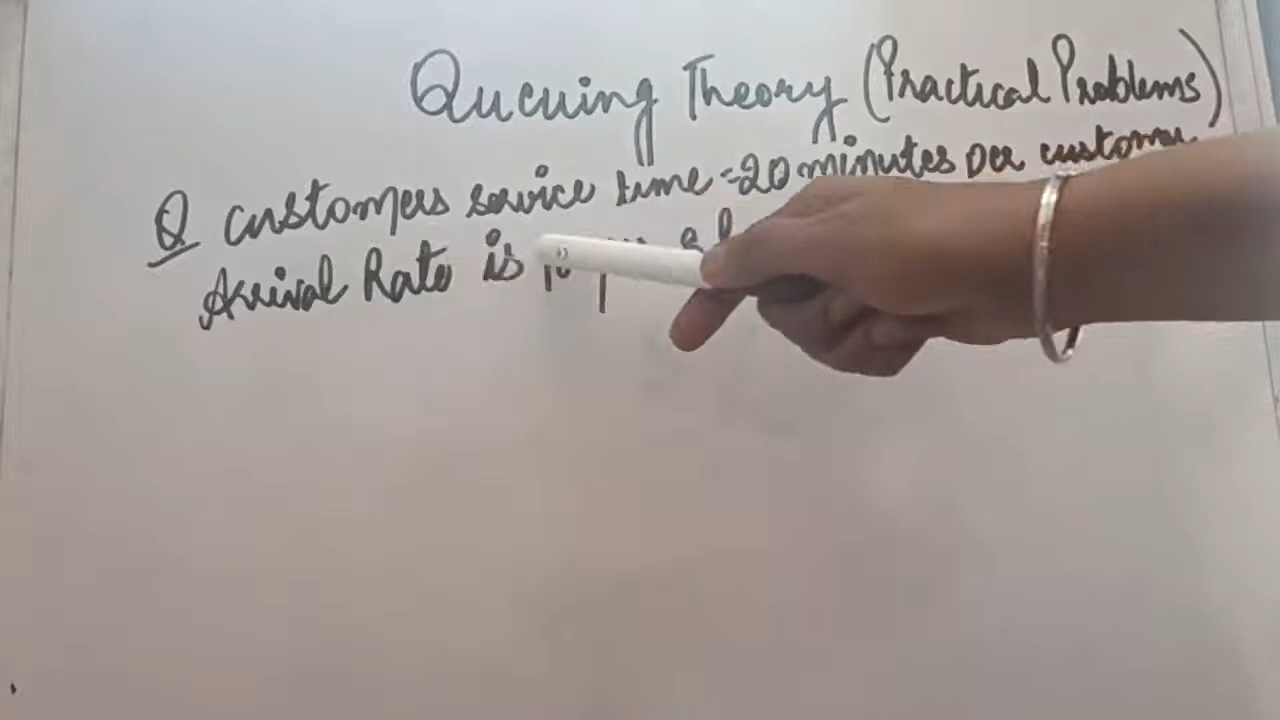 Queuing Theory (Practical Problems)
Q customers service time = 20 minutes per customer
Arrival Rate is